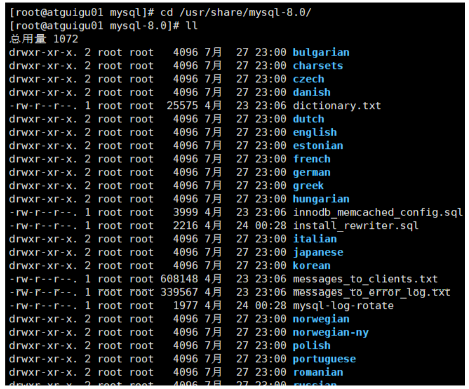 [root@atguigu01 mysql]# cd /usr/share/mysql-8.0/
[root@atguigu01 mysql-8.0]# ll
总用量 1072
drwxr-xr-x. 2 root root 4096 7月 27 23:00 bulgarian
drwxr-xr-x. 2 root root 4096 7月 27 23:00 charsets
drwxr-xr-x. 2 root root 4096 7月 27 23:00 czech
drwxr-xr-x. 2 root root 4096 7月 27 23:00 danish
-rw-r--r--. 1 root root 25575 4月 23 23:06 dictionary.txt
drwxr-xr-x. 2 root root 4096 7月 27 23:00 dutch
drwxr-xr-x. 2 root root 4096 7月 27 23:00 english
drwxr-xr-x. 2 root root 4096 7月 27 23:00 estonian
drwxr-xr-x. 2 root root 4096 7月 27 23:00 french
drwxr-xr-x. 2 root root 4096 7月 27 23:00 german
drwxr-xr-x. 2 root root 4096 7月 27 23:00 greek
drwxr-xr-x. 2 root root 4096 7月 27 23:00 hungarian
-rw-r--r--. 1 root root 3999 4月 23 23:06 innodb_memcached_config.sql
-rw-r--r--. 1 root root 2216 4月 24 00:28 install_rewriter.sql
drwxr-xr-x. 2 root root 4096 7月 27 23:00 italian
drwxr-xr-x. 2 root root 4096 7月 27 23:00 japanese
drwxr-xr-x. 2 root root 4096 7月 27 23:00 korean
-rw-r--r--. 1 root root 608148 4月 23 23:06 messages_to_clients.txt
-rw-r--r--. 1 root root 339567 4月 23 23:06 messages_to_error_log.txt
-rw-r--r--. 1 root root 1977 4月 24 00:28 mysql-log-rotate
drwxr-xr-x. 2 root root 4096 7月 27 23:00 norwegian
drwxr-xr-x. 2 root root 4096 7月 27 23:00 norwegian-ny
drwxr-xr-x. 2 root root 4096 7月 27 23:00 polish
drwxr-xr-x. 2 root root 4096 7月 27 23:00 portuguese
drwxr-xr-x. 2 root root 4096 7月 27 23:00 romanian
drwxr-xr-x. 2 root root 4096 7月 27 23:00 russian